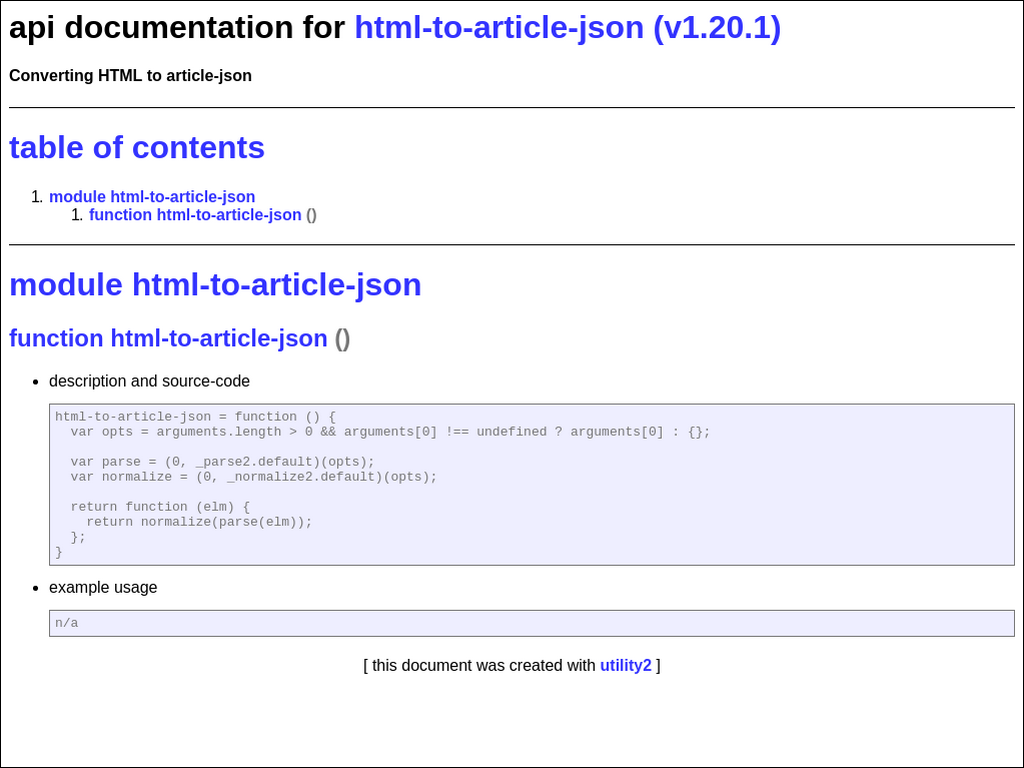 api documentation for html-to-article-json (v1.20.1)
Converting HTML to article-json
table of contents
1. module html-to-article-json
1. function html-to-article-json ()
module html-to-article-json
function html-to-article-json ()
• description and source-code
html-to-article-json = function () {
  var opts = arguments.length > 0 && arguments[0] !== undefined ? arguments[0] : {};
  var parse = (0, _parse2.default)(opts);
  var normalize = (0, _normalize2.default)(opts);
  return function (elm) {
    return normalize(parse(elm));
  };
}
• example usage
n/a
[ this document was created with utility2 ]